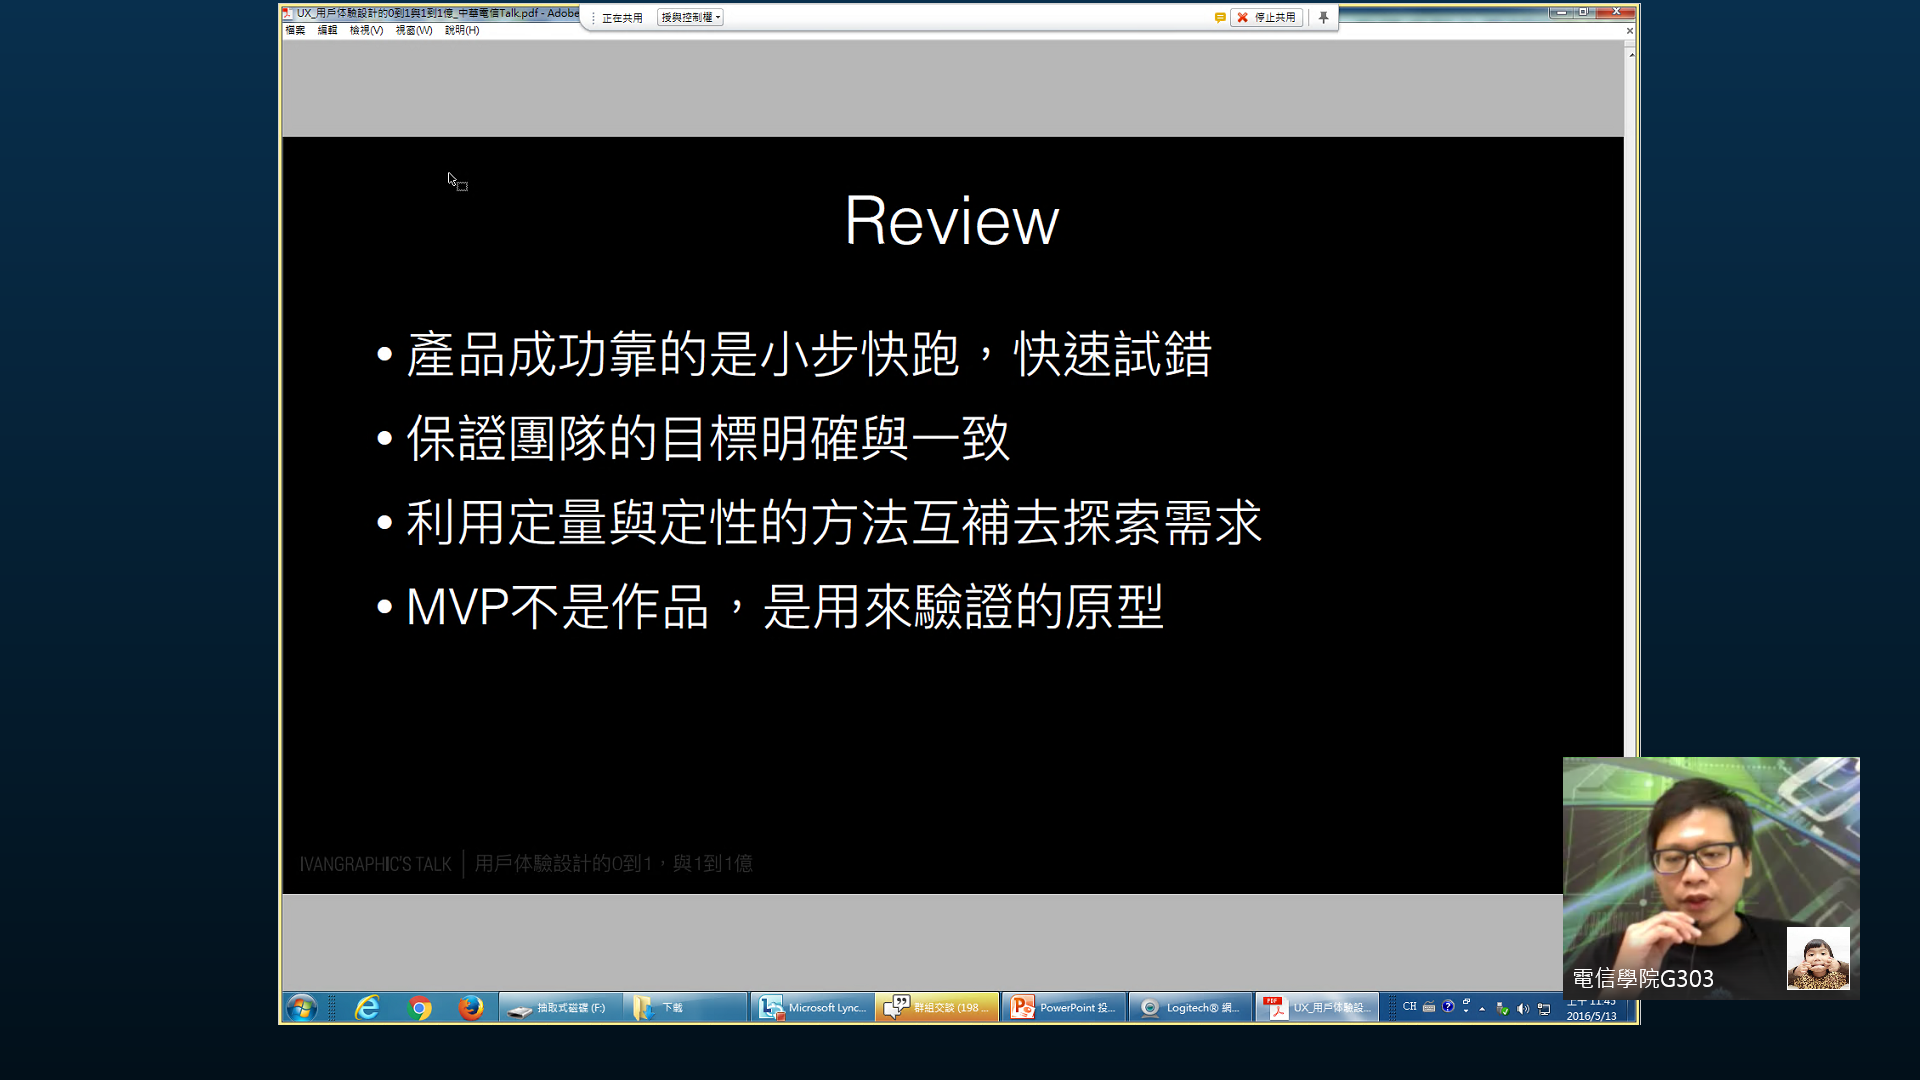 UX_用戶体驗設計的0到1與1到1億_中華電信Talk.pdf - Adobe
正在共用
授與控制權
停止共用
檔案 編輯 檢視(V) 視窗(W) 說明(H)
Review
• 產品成功靠的是小步快跑，快速試錯
• 保證團隊的目標明確與一致
• 利用定量與定性的方法互補去探索需求
• MVP不是作品，是用來驗證的原型
IVANGRAPHIC'S TALK | 用戶体驗設計的0到1，與1到1億
電信學院G303
抽取式磁碟 (F:)
下載
Microsoft Lync...
群組交談 (198 ...
PowerPoint 投...
Logitech® 網...
UX_用戶体驗設...
CH
上午 11:43
2016/5/13